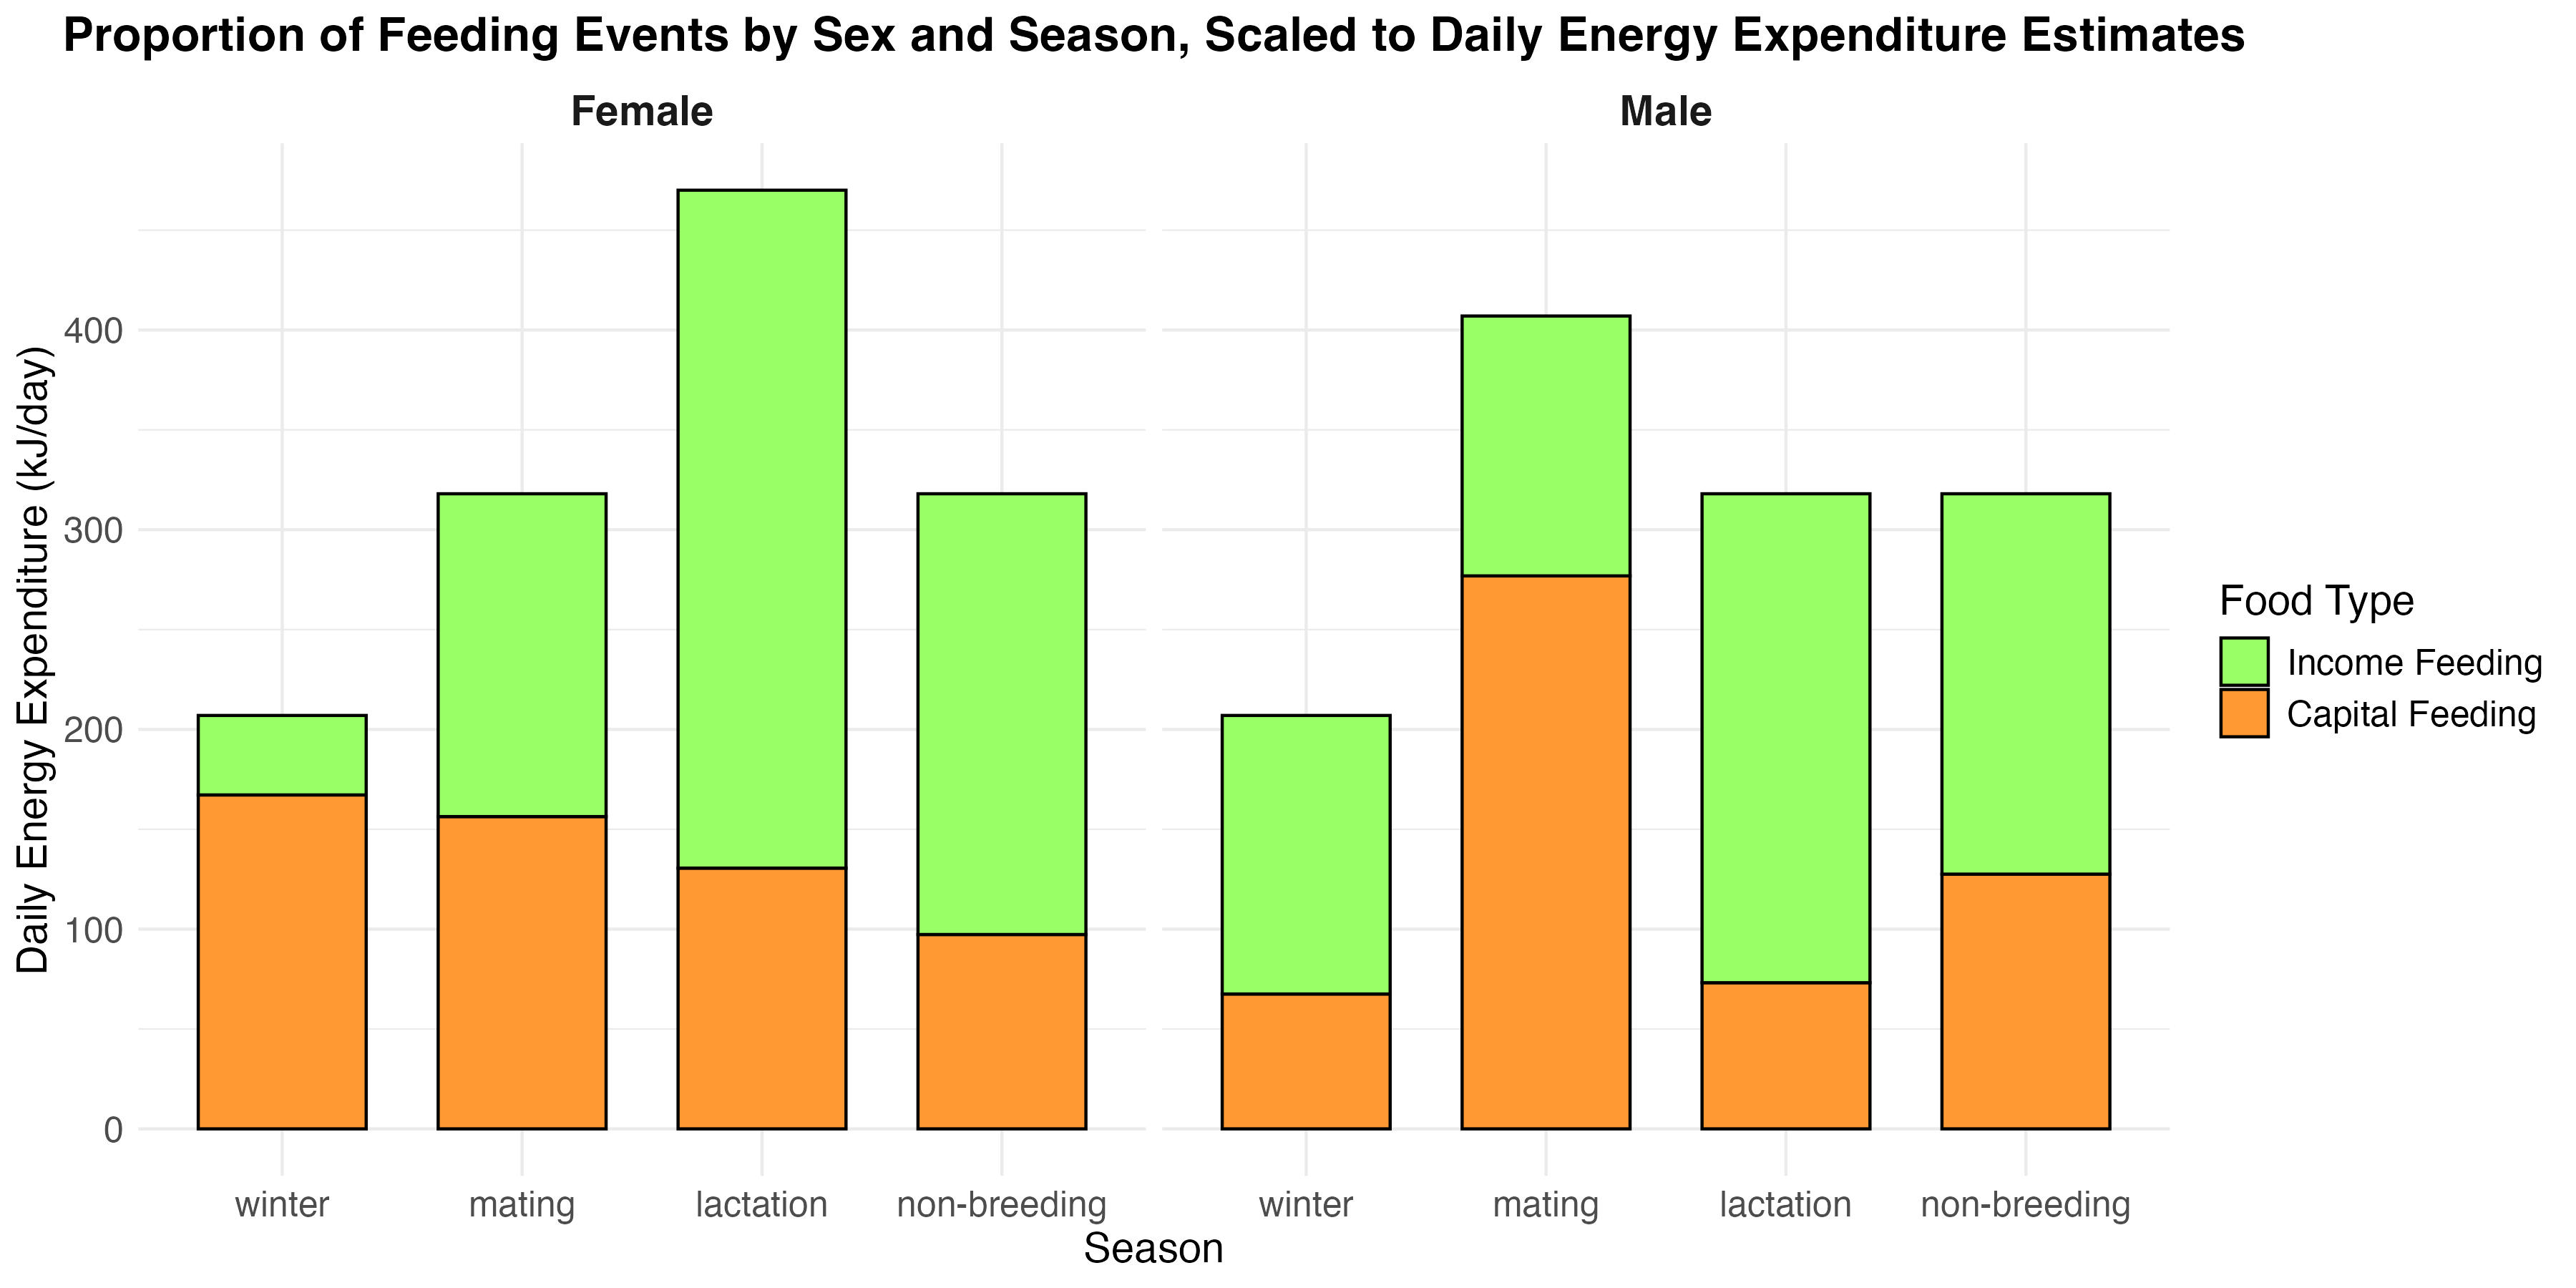 Proportion of Feeding Events by Sex and Season, Scaled to Daily Energy Expenditure Estimates
Female
Male
Daily Energy Expenditure (kJ/day)
400
300
200
100
0
winter
mating
lactation
non-breeding
winter
mating
lactation
non-breeding
Season
Food Type
Income Feeding
Capital Feeding